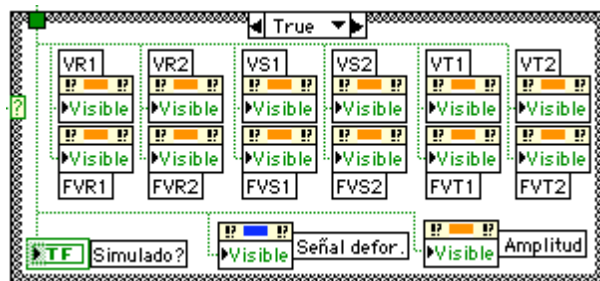 True
VR1 VR2 VS1 VS2 VT1 VT2
!? !? !? !? !? !? !? !? !? !? !? !?
Visible Visible Visible Visible Visible Visible
?
!? !? !? !? !? !? !? !? !? !? !? !?
Visible Visible Visible Visible Visible Visible
FVR1 FVR2 FVS1 FVS2 FVT1 FVT2
!? !? !? !?
TF Simulado? Visible Señal defor. Visible Amplitud